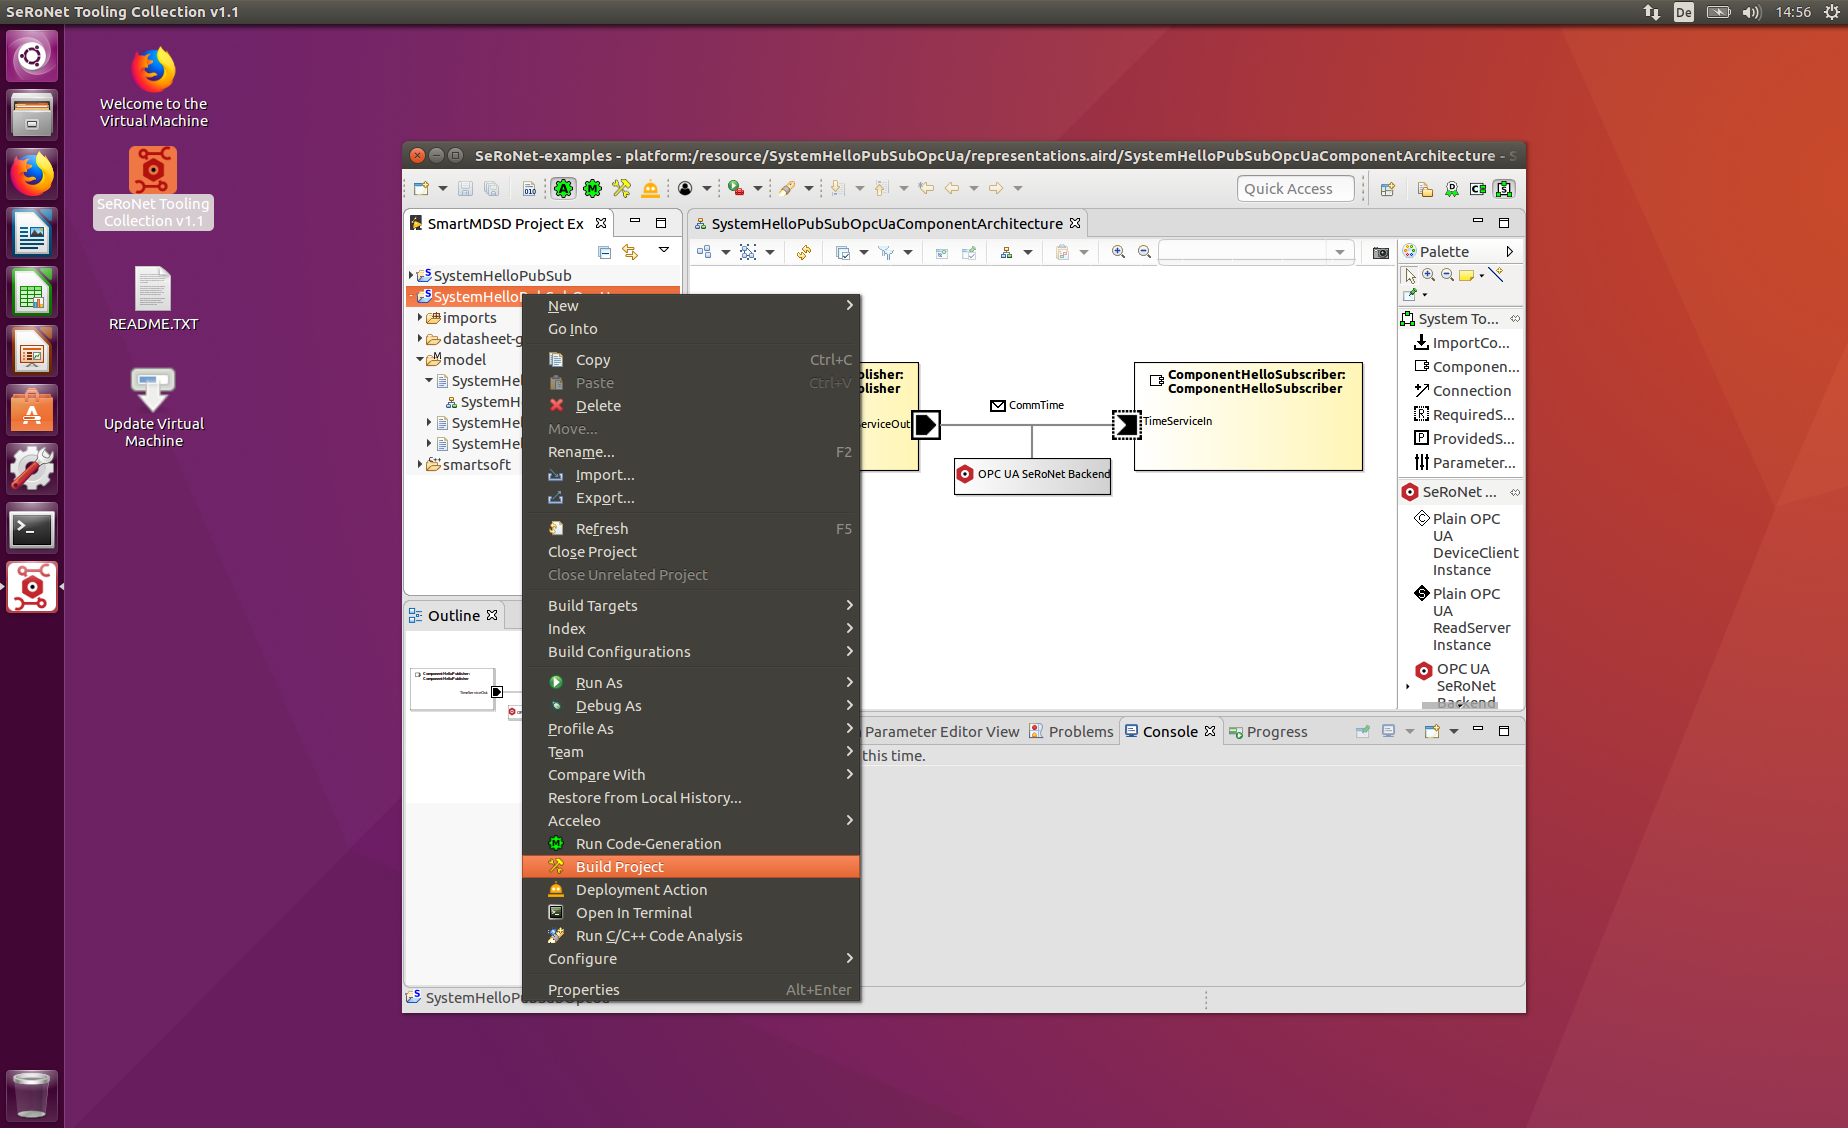 SeRoNet Tooling Collection v1.1
De
14:56
Welcome to the
Virtual Machine
SeRoNet Tooling
Collection v1.1
README.TXT
Update Virtual
Machine
SeRoNet-examples - platform:/resource/SystemHelloPubSubOpcUa/representations.aird/SystemHelloPubSubOpcUaComponentArchitecture - S
Quick Access
SmartMDSD Project Ex
SystemHelloPubSub
imports
datasheet-g
model
SystemHel
SystemH
SystemHel
SystemHel
smartsoft
SystemHelloPubSubOpcUaComponentArchitecture
New
Go Into
Copy Ctrl+C
Paste Ctrl+V
Delete
Move...
Rename... F2
Import...
Export...
Refresh F5
Close Project
Close Unrelated Project
Build Targets
Index
Build Configurations
Run As
Debug As
Profile As
Team
Compare With
Restore from Local History...
Acceleo
Run Code-Generation
Build Project
Deployment Action
Open In Terminal
Run C/C++ Code Analysis
Configure
Properties Alt+Enter
lisher:
blisher
erviceOut
CommTime
OPC UA SeRoNet Backend
ComponentHelloSubscriber:
ComponentHelloSubscriber
TimeServiceIn
Palette
System To...
ImportCo...
Componen...
Connection
RequiredS...
ProvidedS...
Parameter...
SeRoNet ...
Plain OPC
UA
DeviceClient
Instance
Plain OPC
UA
ReadServer
Instance
OPC UA
SeRoNet
Backend
Outline
ComponentHelloPublisher:
ComponentHelloPublisher
TimeServiceOut
Parameter Editor View
Problems
Console
Progress
this time.